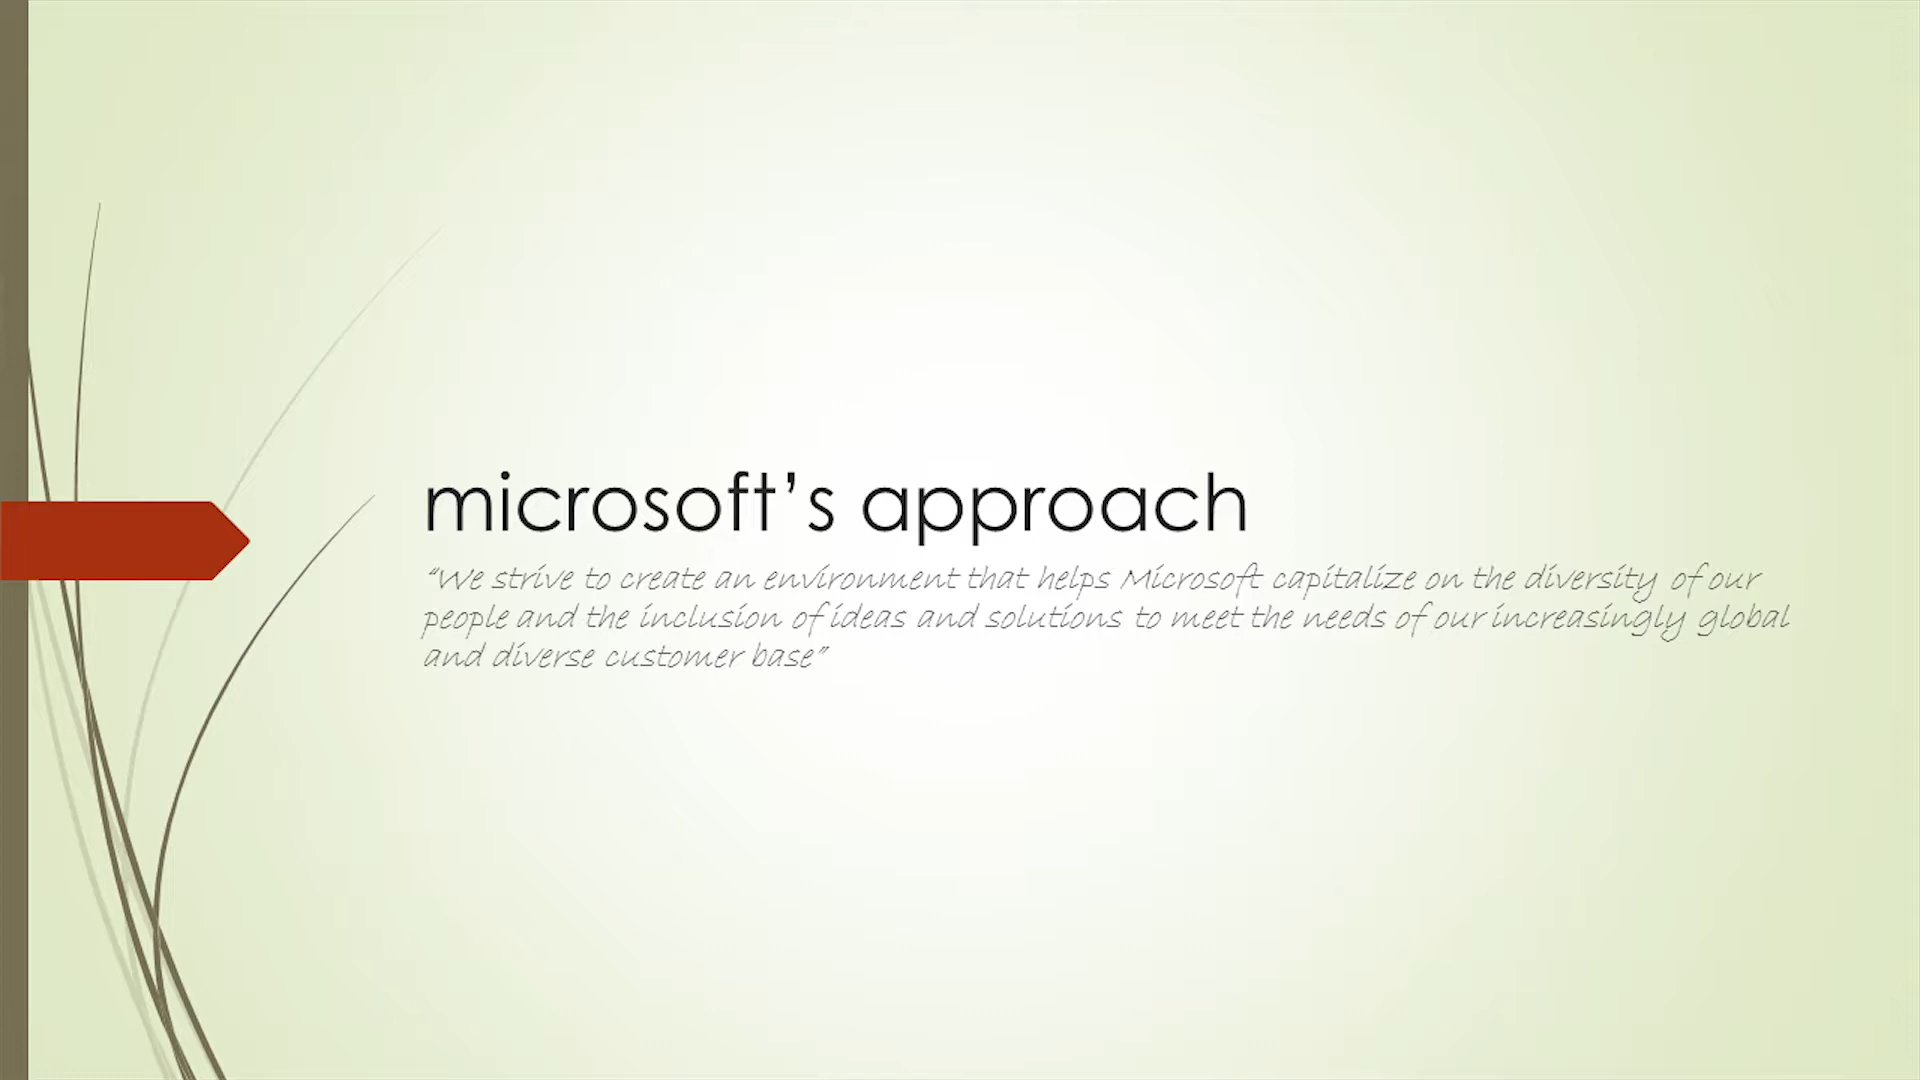 microsoft’s approach
“We strive to create an environment that helps Microsoft capitalize on the diversity of our
people and the inclusion of ideas and solutions to meet the needs of our increasingly global
and diverse customer base”